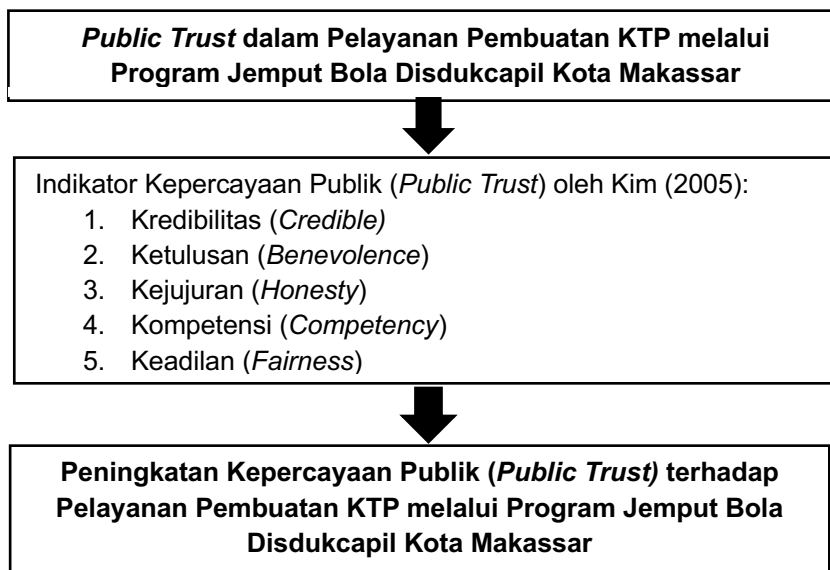 Public Trust dalam Pelayanan Pembuatan KTP melalui
Program Jemput Bola Disdukcapil Kota Makassar
Indikator Kepercayaan Publik (Public Trust) oleh Kim (2005):
1. Kredibilitas (Credible)
2. Ketulusan (Benevolence)
3. Kejujuran (Honesty)
4. Kompetensi (Competency)
5. Keadilan (Fairness)
Peningkatan Kepercayaan Publik (Public Trust) terhadap
Pelayanan Pembuatan KTP melalui Program Jemput Bola
Disdukcapil Kota Makassar